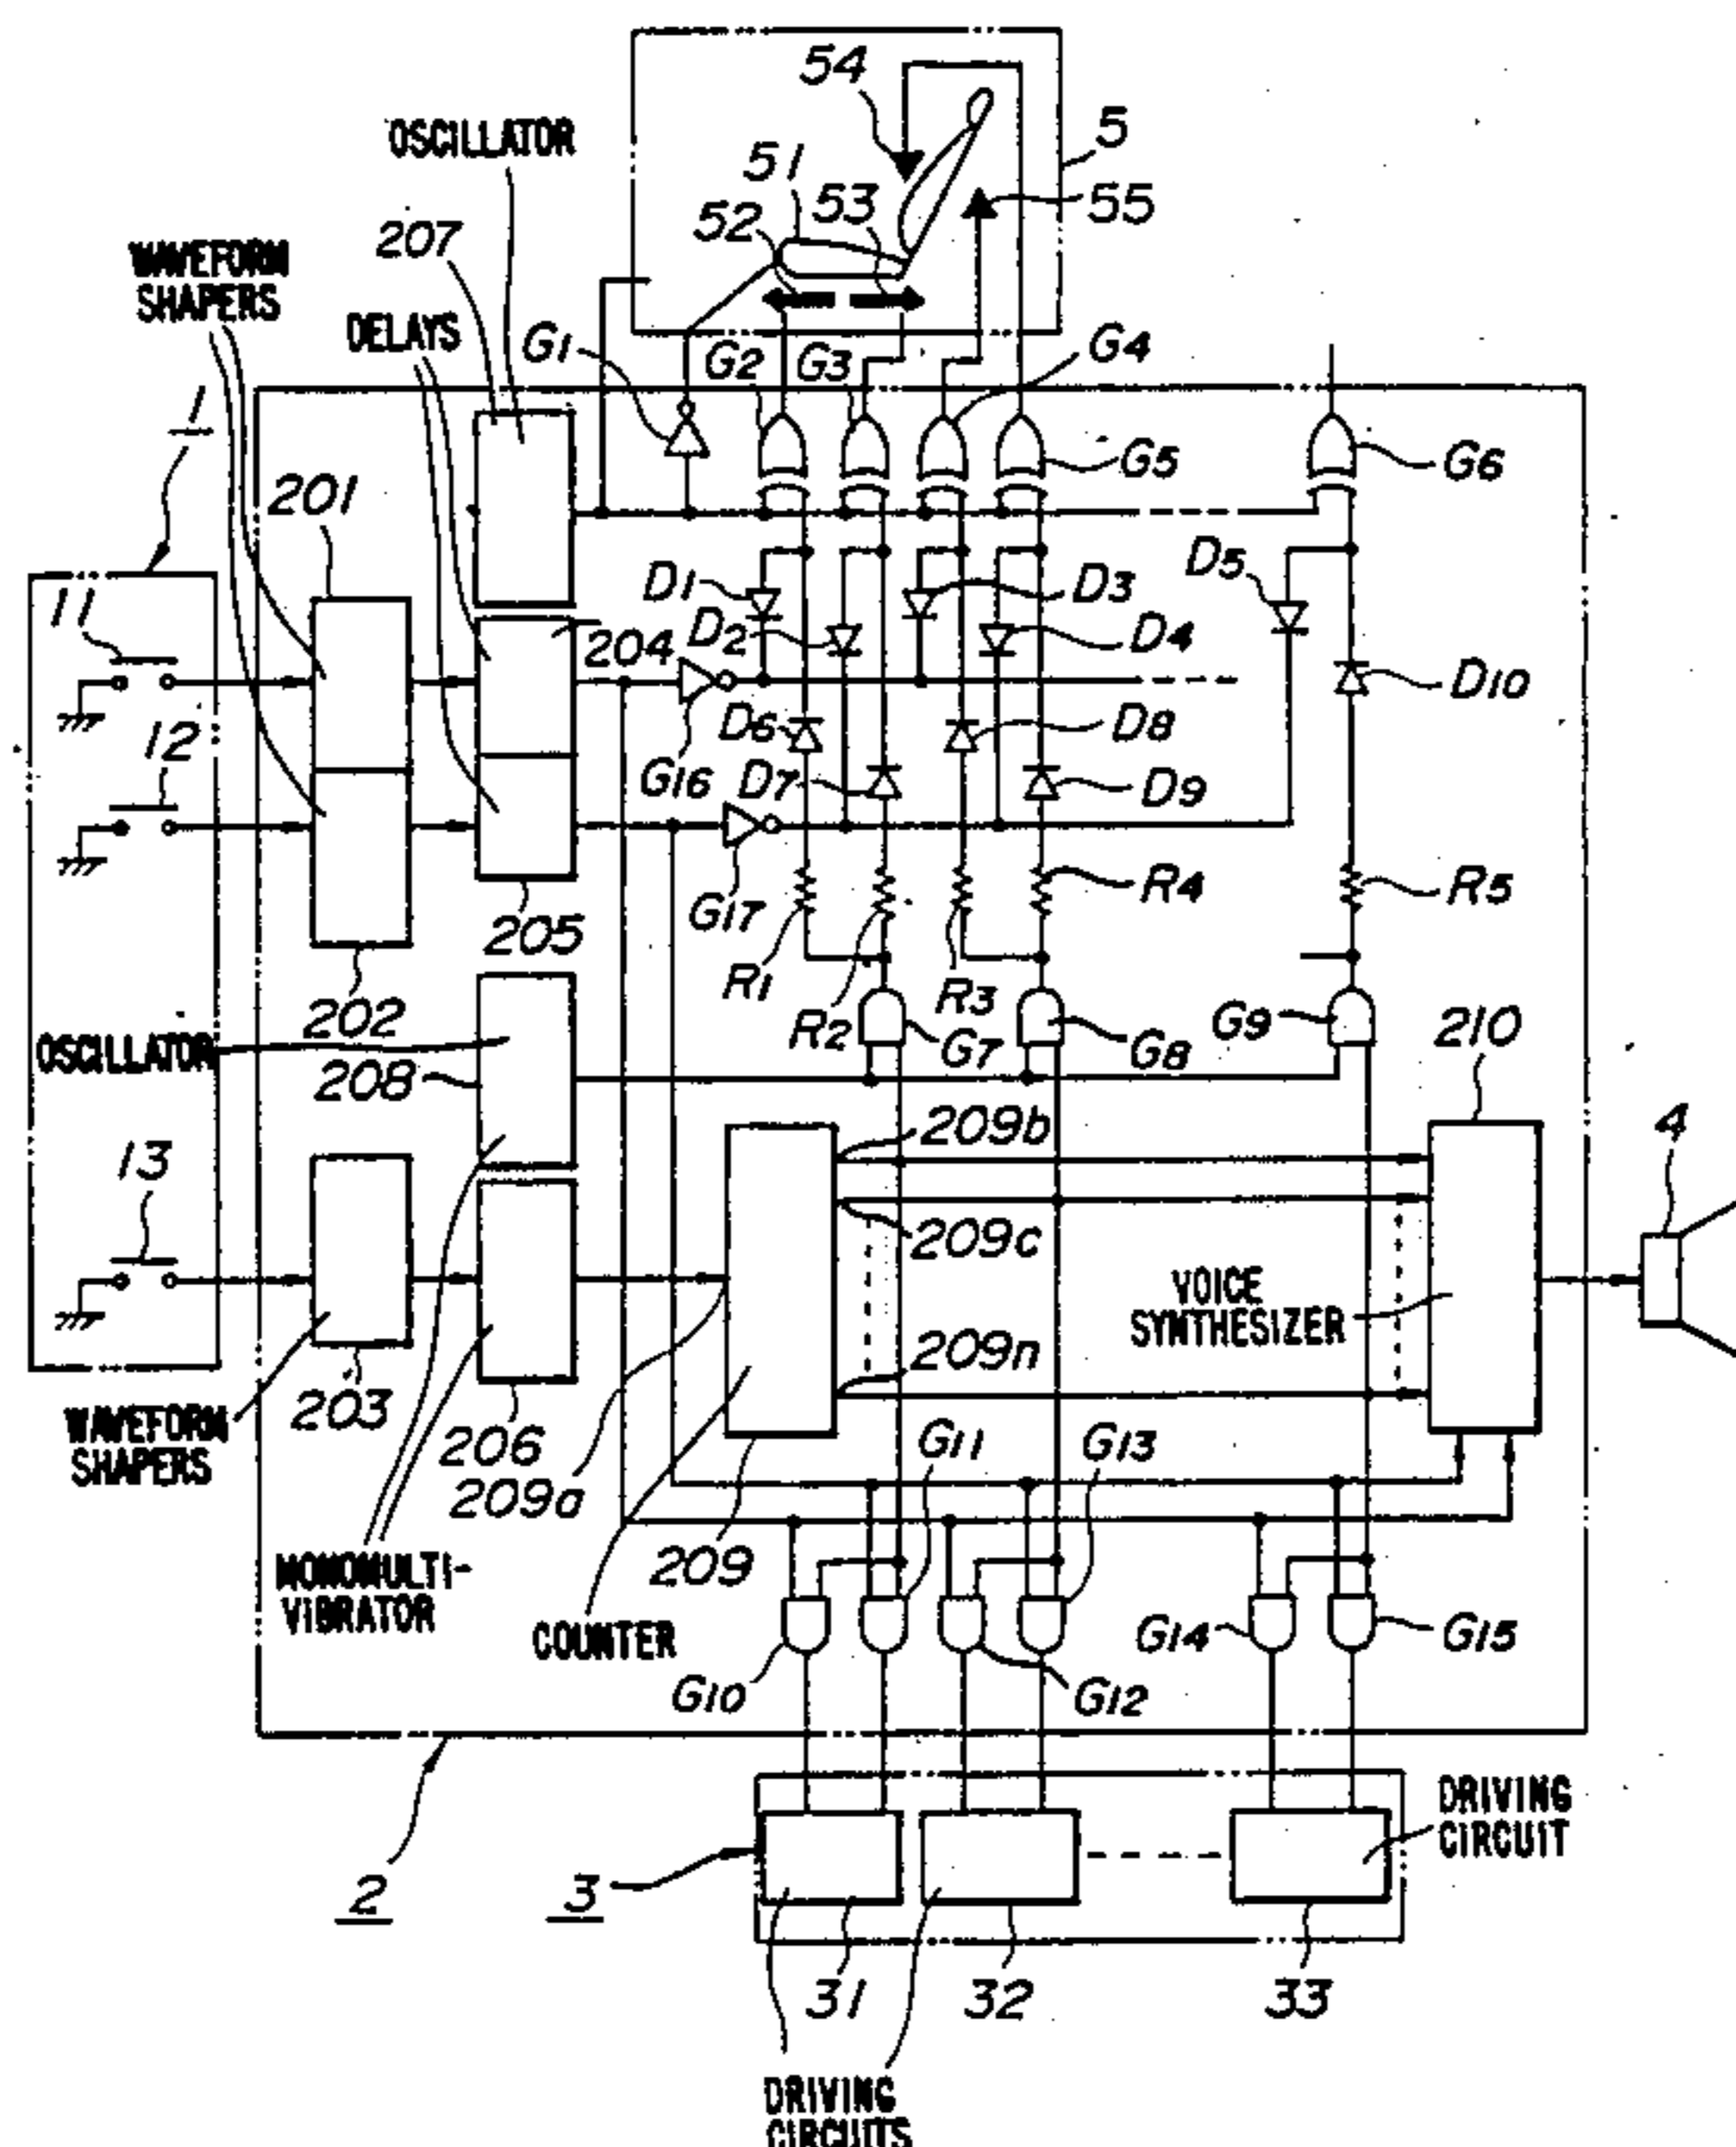 54
OSCILLATOR
5
51
53
55
52
207
WAVEFORM
SHAPERS
DELAYS
G1
G2
G3
G4
1
201
G5
G6
11
D1
D2
D3
D5
204
D4
D10
12
D6
D8
G16
D7
D9
G17
R4
R5
205
202
R1
R2
R3
G9
210
OSCILLATOR
208
G7
G8
209b
4
13
209c
VOICE
SYNTHESIZER
209n
203
WAVEFORM
SHAPERS
206
G11
G13
209a
209
MONOMULTI-
VIBRATOR
COUNTER
G14
G15
G10
G12
DRIVING
CIRCUIT
2
3
31
32
33
DRIVING
CIRCUITS